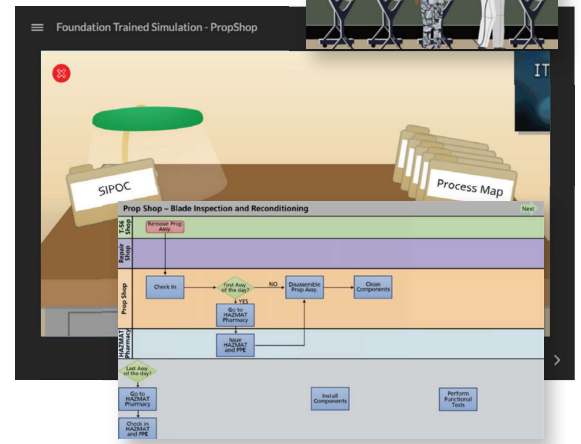 Foundation Trained Simulation - PropShop
IT
SIPOC
Process Map
Prop Shop – Blade Inspection and Reconditioning
Next
T-56
Shop
Remove Prop
Assy.
Repair
Shop
Prop Shop
Check In
First Assy
of the day?
NO
Disassemble
Prop Assy.
Clean
Components
YES
Go to
HAZMAT
Pharmacy
HAZMAT
Pharmacy
Issue
HAZMAT
and PPE
Last Assy
of the day?
Go to
HAZMAT
Pharmacy
Install
Components
Perform
Functional
Tests
Check in
HAZMAT
and PPE